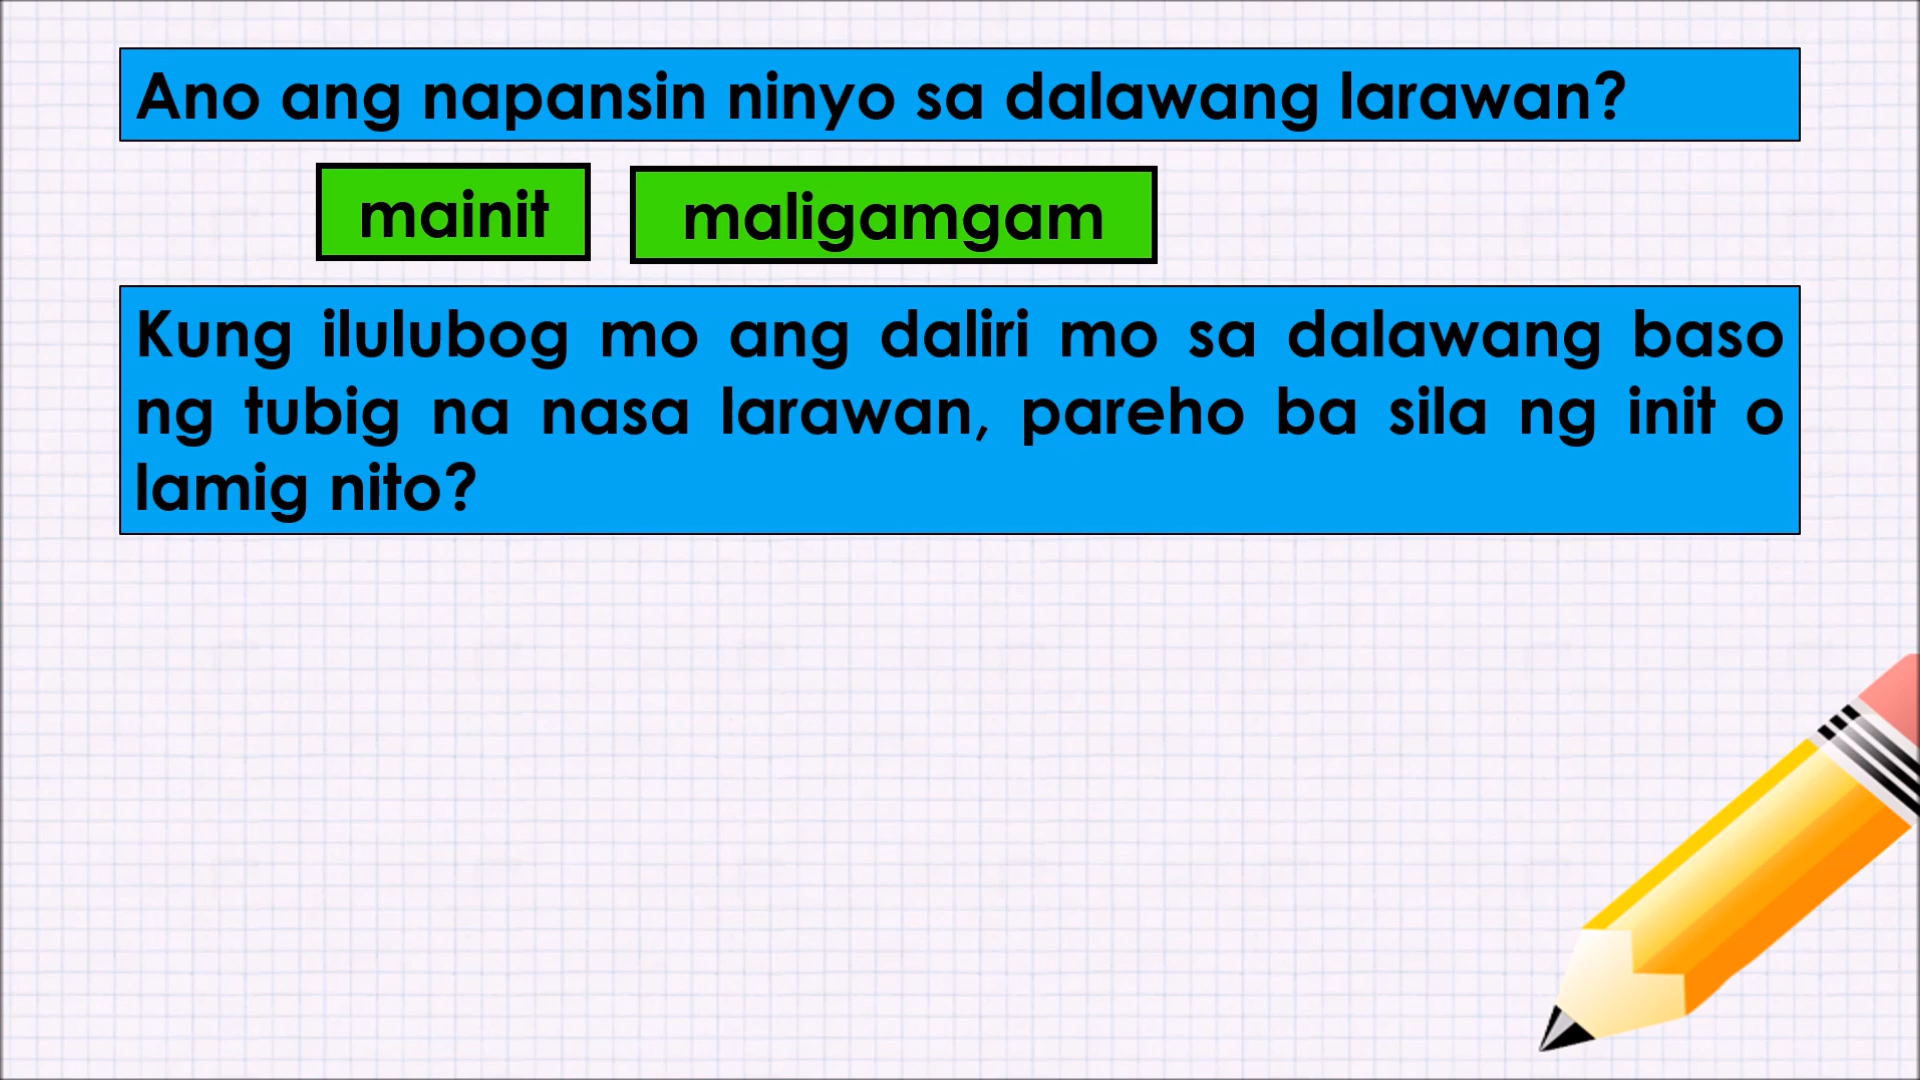 Ano ang napansin ninyo sa dalawang larawan?
mainit maligamgam
Kung ilulubog mo ang daliri mo sa dalawang baso
ng tubig na nasa larawan, pareho ba sila ng init o
lamig nito?